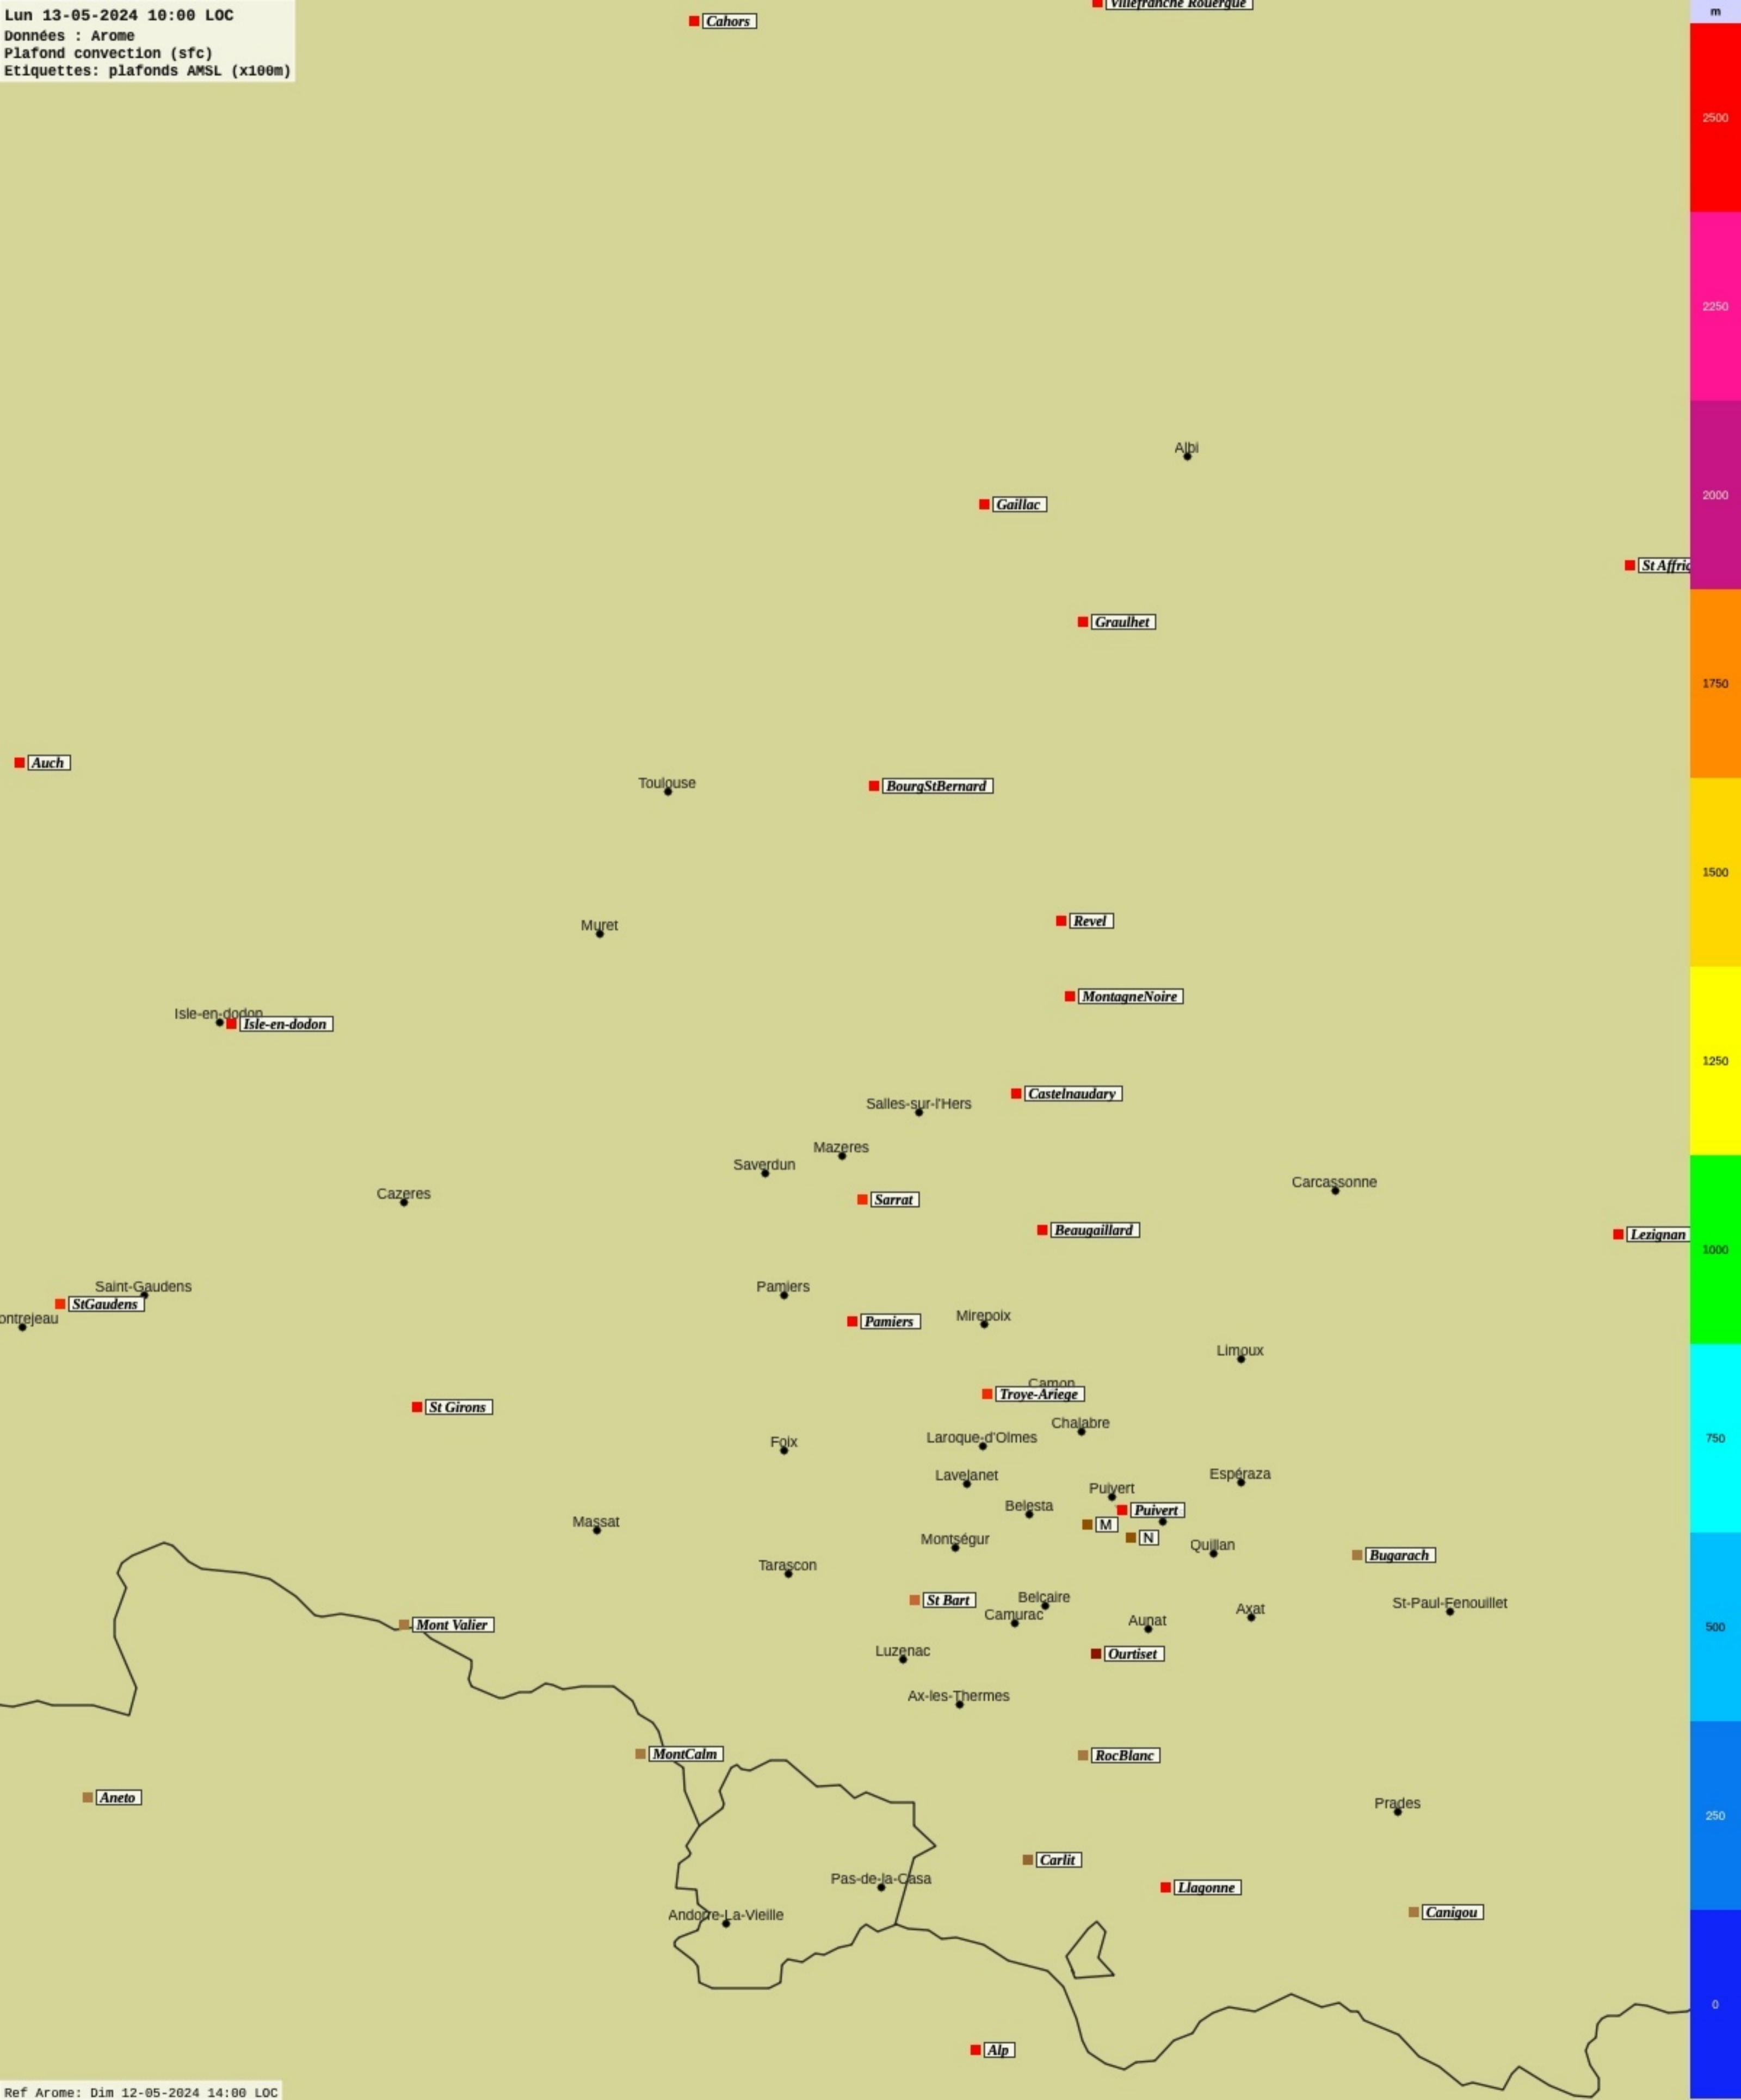 Lun 13-05-2024 10:00 LOC
Données : Arome
Plafond convection (sfc)
Etiquettes: plafonds AMSL (x100m)
Villefranche Rouergue
m
Cahors
2500
2250
Albi
2000
Gaillac
St Affriq
Graulhet
1750
Auch
Toulouse
BourgStBernard
1500
Revel
Muret
MontagneNoire
Isle-en-dodon
Isle-en-dodon
1250
Castelnaudary
Salles-sur-l'Hers
Mazeres
Saverdun
Carcassonne
Cazeres
Sarrat
Beaugaillard
Lezignan
1000
Saint-Gaudens
Pamiers
StGaudens
ontrejeau
Mirepoix
Pamiers
Limoux
Camon
Troye-Ariege
St Girons
Chalabre
Laroque-d'Olmes
750
Foix
Lavelanet
Espéraza
Puivert
Belesta
Puivert
Massat
M
N
Montségur
Quillan
Bugarach
Tarascon
Belcaire
St Bart
St-Paul-Fenouillet
Axat
Camurac
Aunat
Mont Valier
500
Luzenac
Ourtiset
Ax-les-Thermes
MontCalm
RocBlanc
Aneto
Prades
250
Carlit
Pas-de-la-Casa
Llagonne
Canigou
Andorre-La-Vieille
0
Alp
Ref Arome: Dim 12-05-2024 14:00 LOC